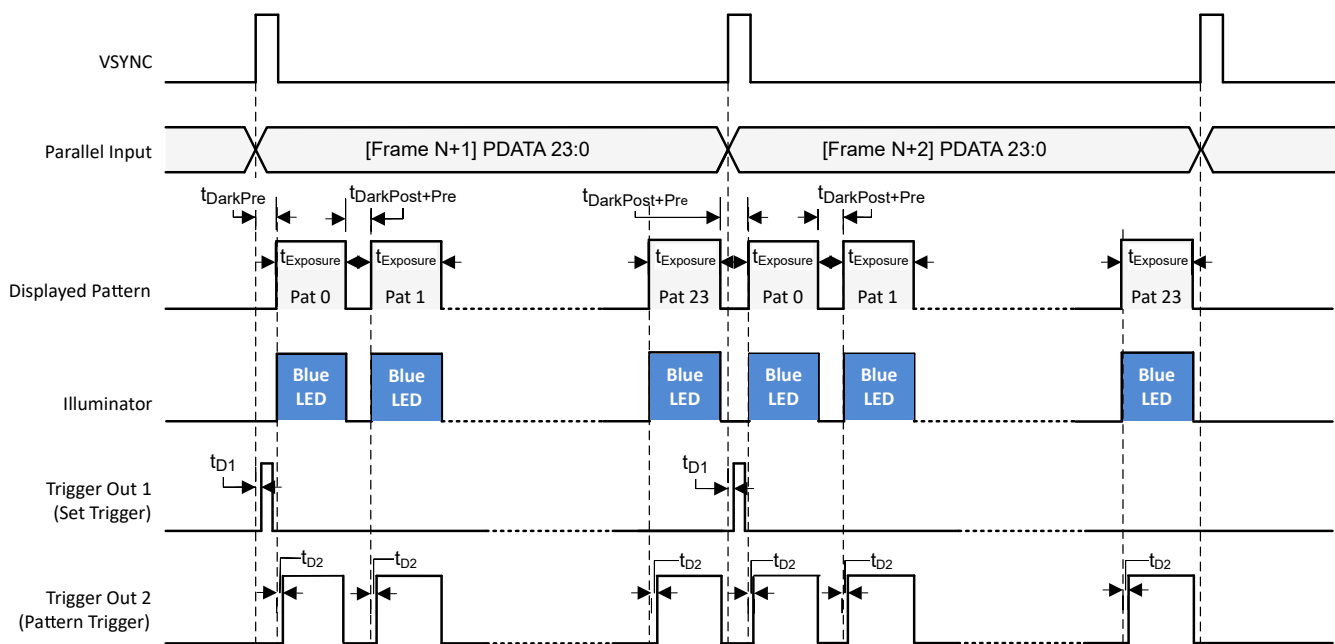 VSYNC
Parallel Input
[Frame N+1] PDATA 23:0
[Frame N+2] PDATA 23:0
tDarkPre
tDarkPost+Pre
tDarkPost+Pre
tDarkPost+Pre
Displayed Pattern
tExposure
tExposure
tExposure
tExposure
tExposure
tExposure
Pat 0
Pat 1
Pat 23
Pat 0
Pat 1
Pat 23
Illuminator
Blue
LED
Blue
LED
Blue
LED
Blue
LED
Blue
LED
Blue
LED
Trigger Out 1
(Set Trigger)
tD1
tD1
Trigger Out 2
(Pattern Trigger)
tD2
tD2
tD2
tD2
tD2
tD2